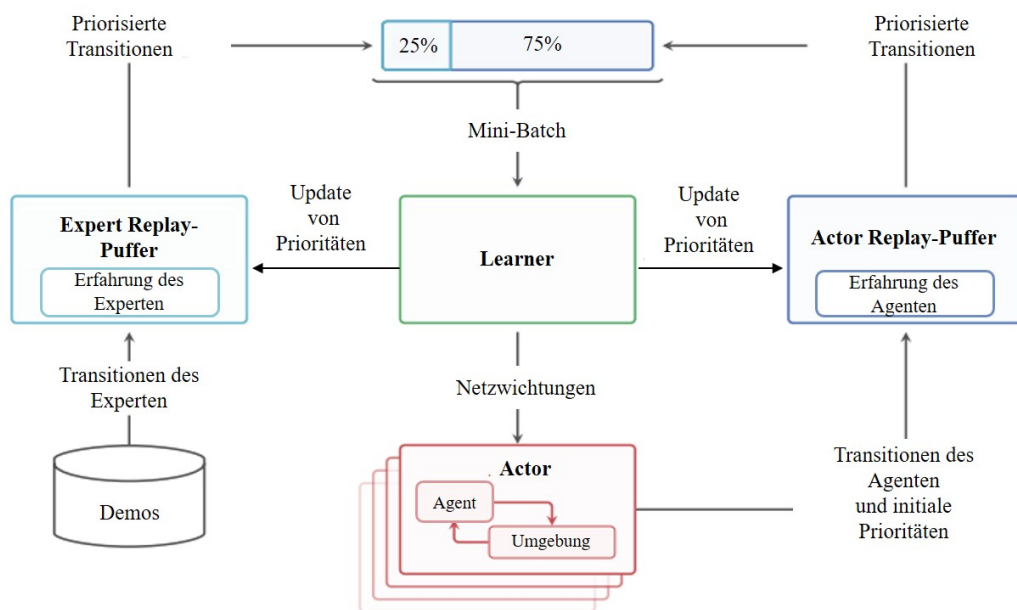 Priorisierte
Transitionen
25%
75%
Priorisierte
Transitionen
Mini-Batch
Expert Replay-
Puffer
Erfahrung des
Experten
Update
von
Prioritäten
Learner
Update
von
Prioritäten
Actor Replay-Puffer
Erfahrung des
Agenten
Transitionen des
Experten
Netzwichtungen
Demos
Actor
Agent
Umgebung
Transitionen des
Agenten
und initiale
Prioritäten